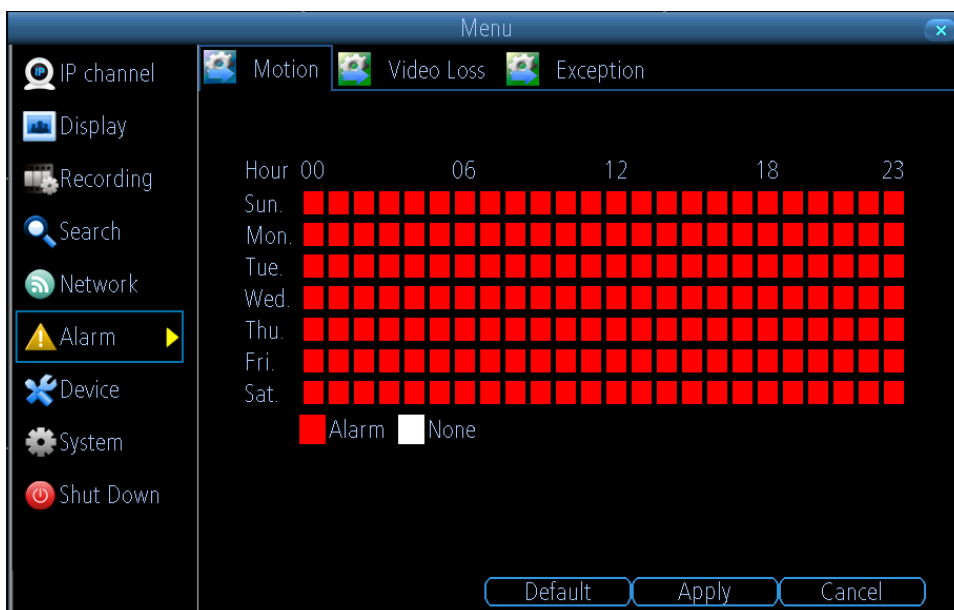 Menu
IP channel
Display
Recording
Search
Network
Alarm
Device
System
Shut Down
Motion Video Loss Exception
Hour 00 06 12 18 23
Sun.
Mon.
Tue.
Wed.
Thu.
Fri.
Sat.
Alarm None
Default Apply Cancel